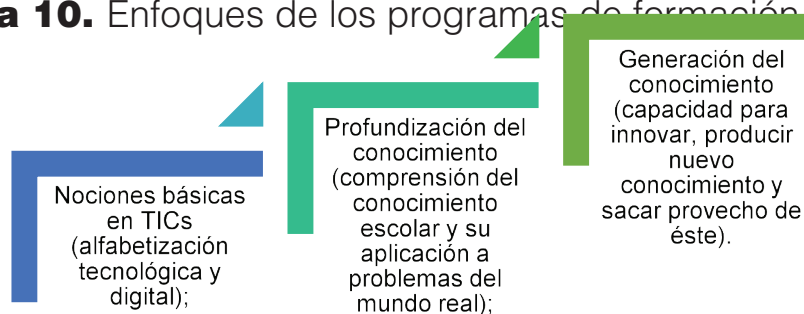 a 10. Enfoques de los programas de formación
Nociones básicas
en TICs
(alfabetización
tecnológica y
digital);
Profundización del
conocimiento
(comprensión del
conocimiento
escolar y su
aplicación a
problemas del
mundo real);
Generación del
conocimiento
(capacidad para
innovar, producir
nuevo
conocimiento y
sacar provecho de
éste).